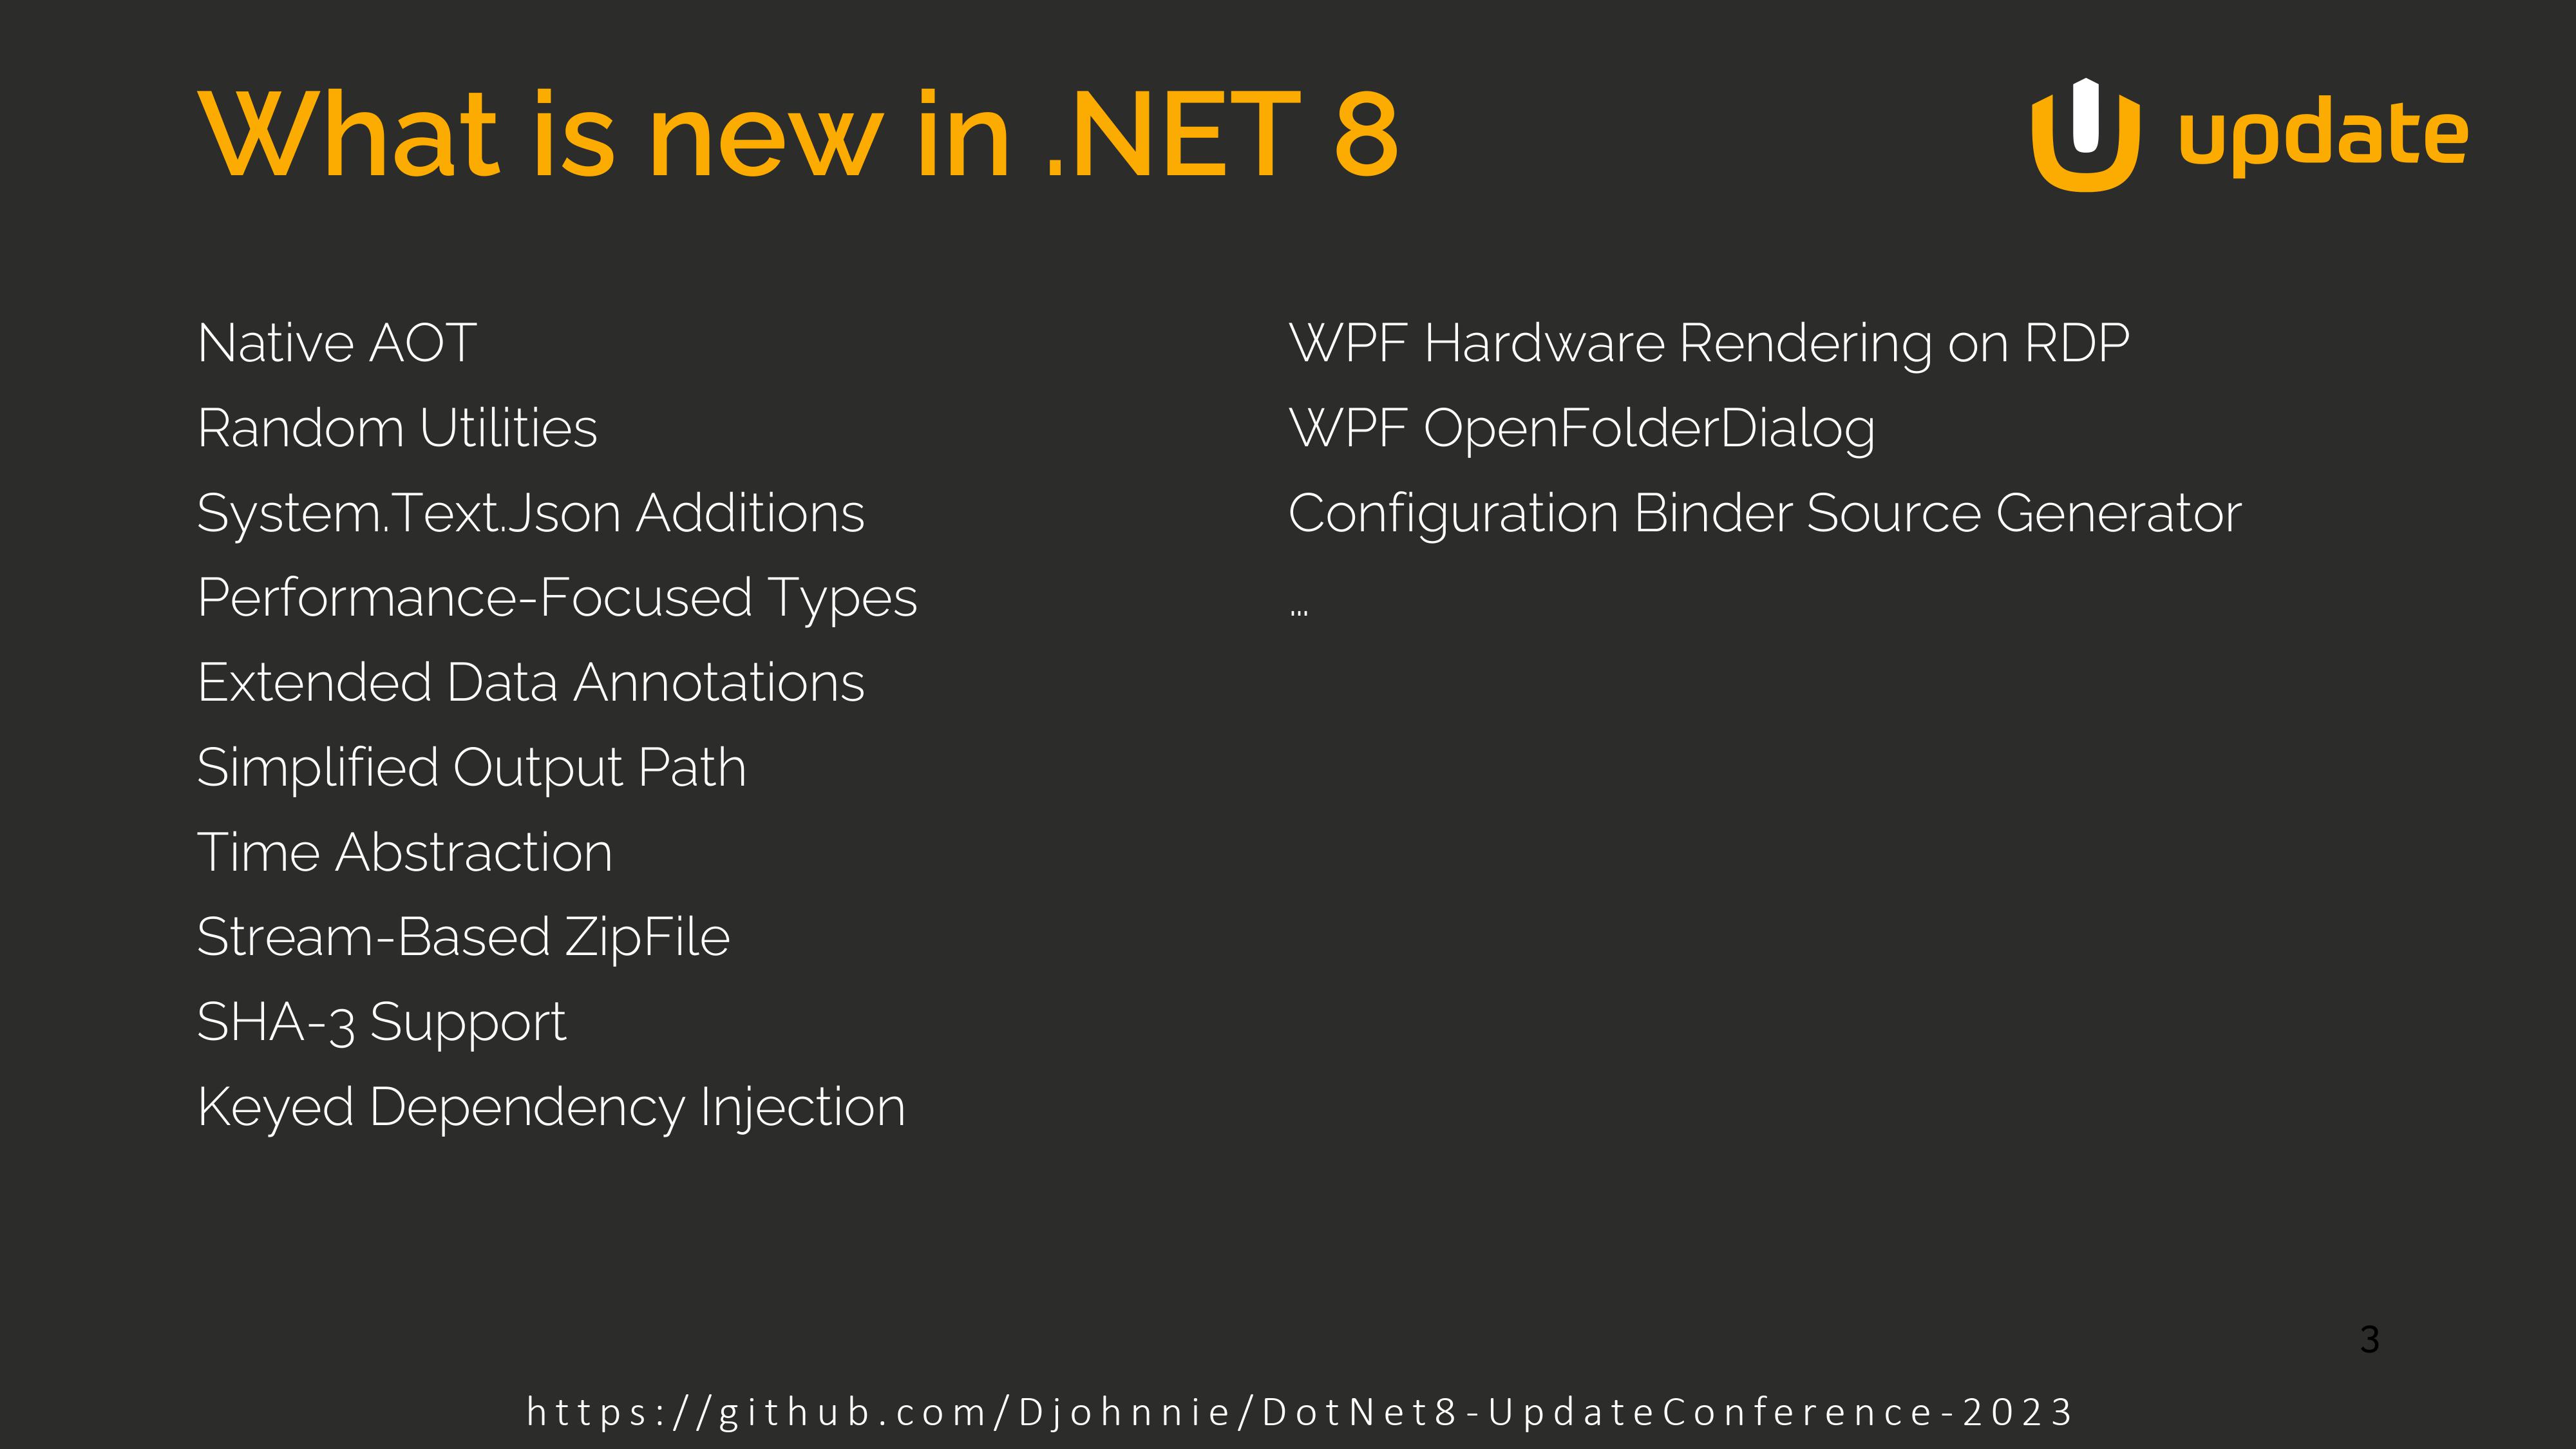 What is new in .NET 8
update
Native AOT
Random Utilities
System.Text.Json Additions
Performance-Focused Types
Extended Data Annotations
Simplified Output Path
Time Abstraction
Stream-Based ZipFile
SHA-3 Support
Keyed Dependency Injection
WPF Hardware Rendering on RDP
WPF OpenFolderDialog
Configuration Binder Source Generator
...
3
https://github.com/Djohnnie/DotNet8-UpdateConference-2023